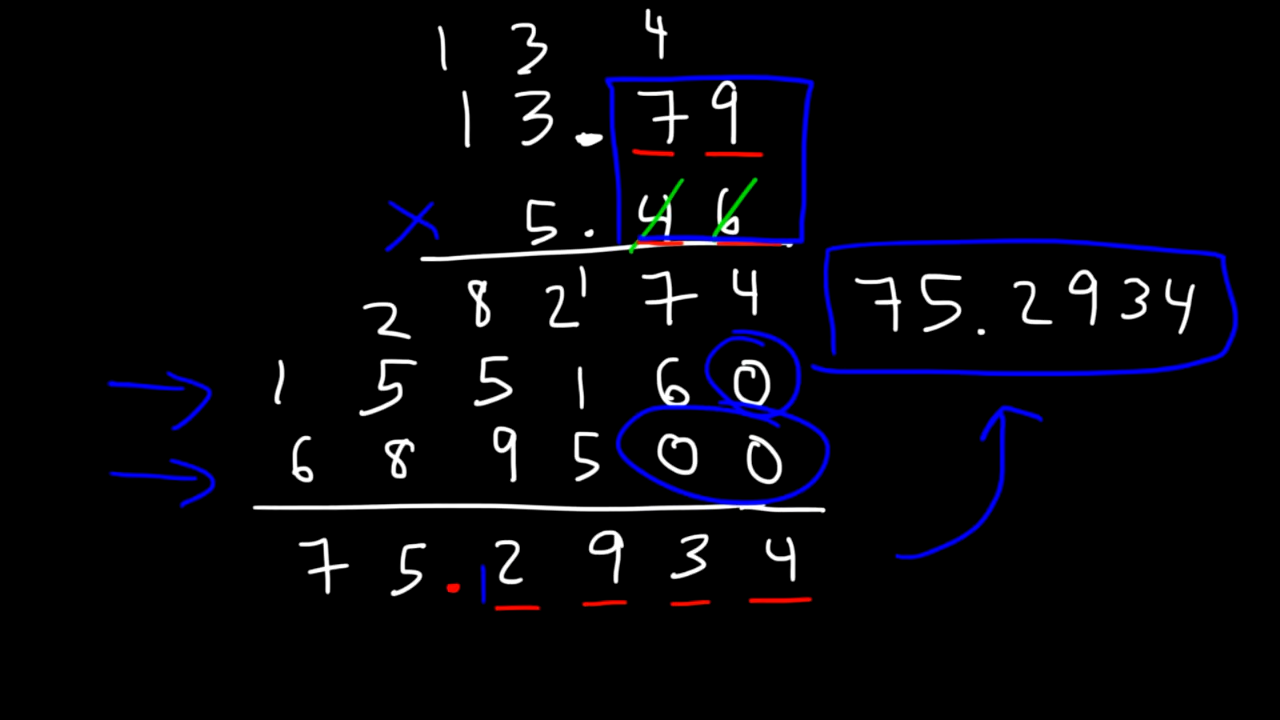 1 3 4
13.79
× 5.46
2 8 2 1 7 4
1 5 5 1 6 0
6 8 9 5 0 0
75.2934
75.2934